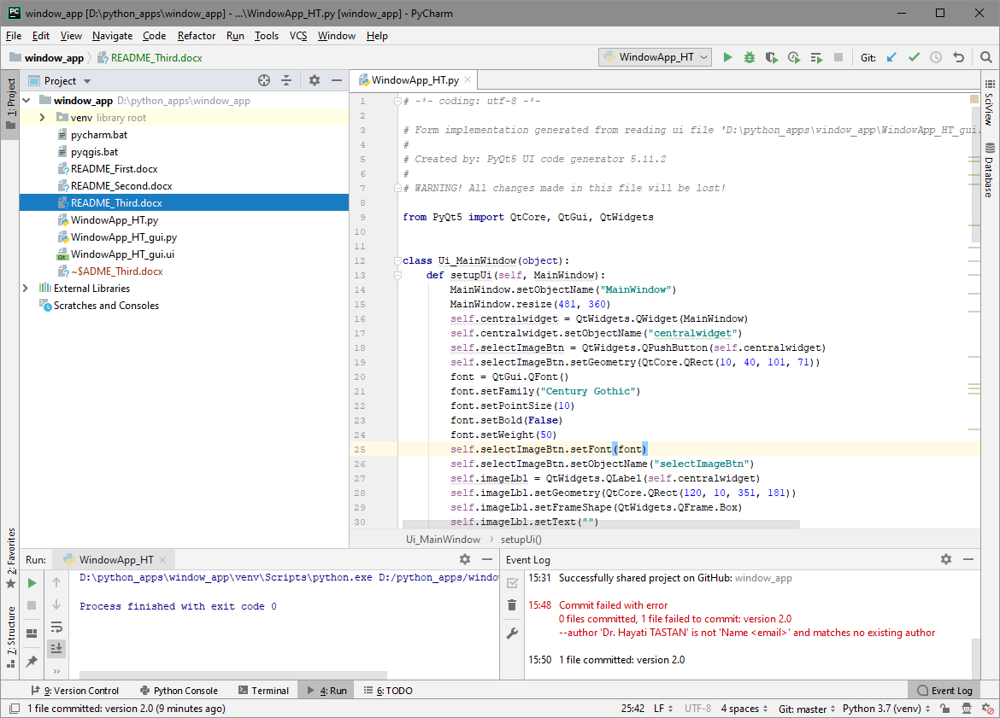 PC window_app [D:\python_apps\window_app] - ...\WindowApp_HT.py [window_app] - PyCharm
File Edit View Navigate Code Refactor Run Tools VCS Window Help
window_app README_Third.docx WindowApp_HT Git:
1: Project
Project
window_app D:\python_apps\window_app
venv library root
pycharm.bat
pyqgis.bat
README_First.docx
README_Second.docx
README_Third.docx
WindowApp_HT.py
WindowApp_HT_gui.py
Qt WindowApp_HT_gui.ui
~$ADME_Third.docx
External Libraries
Scratches and Consoles
WindowApp_HT.py
1 # -*- coding: utf-8 -*-
2
3 # Form implementation generated from reading ui file 'D:\python_apps\window_app\WindowApp_HT_gui.
4 #
5 # Created by: PyQt5 UI code generator 5.11.2
6 #
7 # WARNING! All changes made in this file will be lost!
8
9 from PyQt5 import QtCore, QtGui, QtWidgets
10
11
12 class Ui_MainWindow(object):
13 def setupUi(self, MainWindow):
14 MainWindow.setObjectName("MainWindow")
15 MainWindow.resize(481, 360)
16 self.centralwidget = QtWidgets.QWidget(MainWindow)
17 self.centralwidget.setObjectName("centralwidget")
18 self.selectImageBtn = QtWidgets.QPushButton(self.centralwidget)
19 self.selectImageBtn.setGeometry(QtCore.QRect(10, 40, 101, 71))
20 font = QtGui.QFont()
21 font.setFamily("Century Gothic")
22 font.setPointSize(10)
23 font.setBold(False)
24 font.setWeight(50)
25 self.selectImageBtn.setFont(font)
26 self.selectImageBtn.setObjectName("selectImageBtn")
27 self.imageLbl = QtWidgets.QLabel(self.centralwidget)
28 self.imageLbl.setGeometry(QtCore.QRect(120, 10, 351, 181))
29 self.imageLbl.setFrameShape(QtWidgets.QFrame.Box)
30 self.imageLbl.setText("")
Ui_MainWindow setupUi()
SciView
Database
2: Favorites
7: Structure
Run: WindowApp_HT
D:\python_apps\window_app\venv\Scripts\python.exe D:/python_apps/windo
Process finished with exit code 0
Event Log
15:31 Successfully shared project on GitHub: window_app
15:48 Commit failed with error
0 files committed, 1 file failed to commit: version 2.0
--author 'Dr. Hayati TASTAN' is not 'Name <email>' and matches no existing author
15:50 1 file committed: version 2.0
9: Version Control Python Console Terminal 4: Run 6: TODO Event Log
1 file committed: version 2.0 (9 minutes ago) 25:42 LF UTF-8 4 spaces Git: master Python 3.7 (venv)